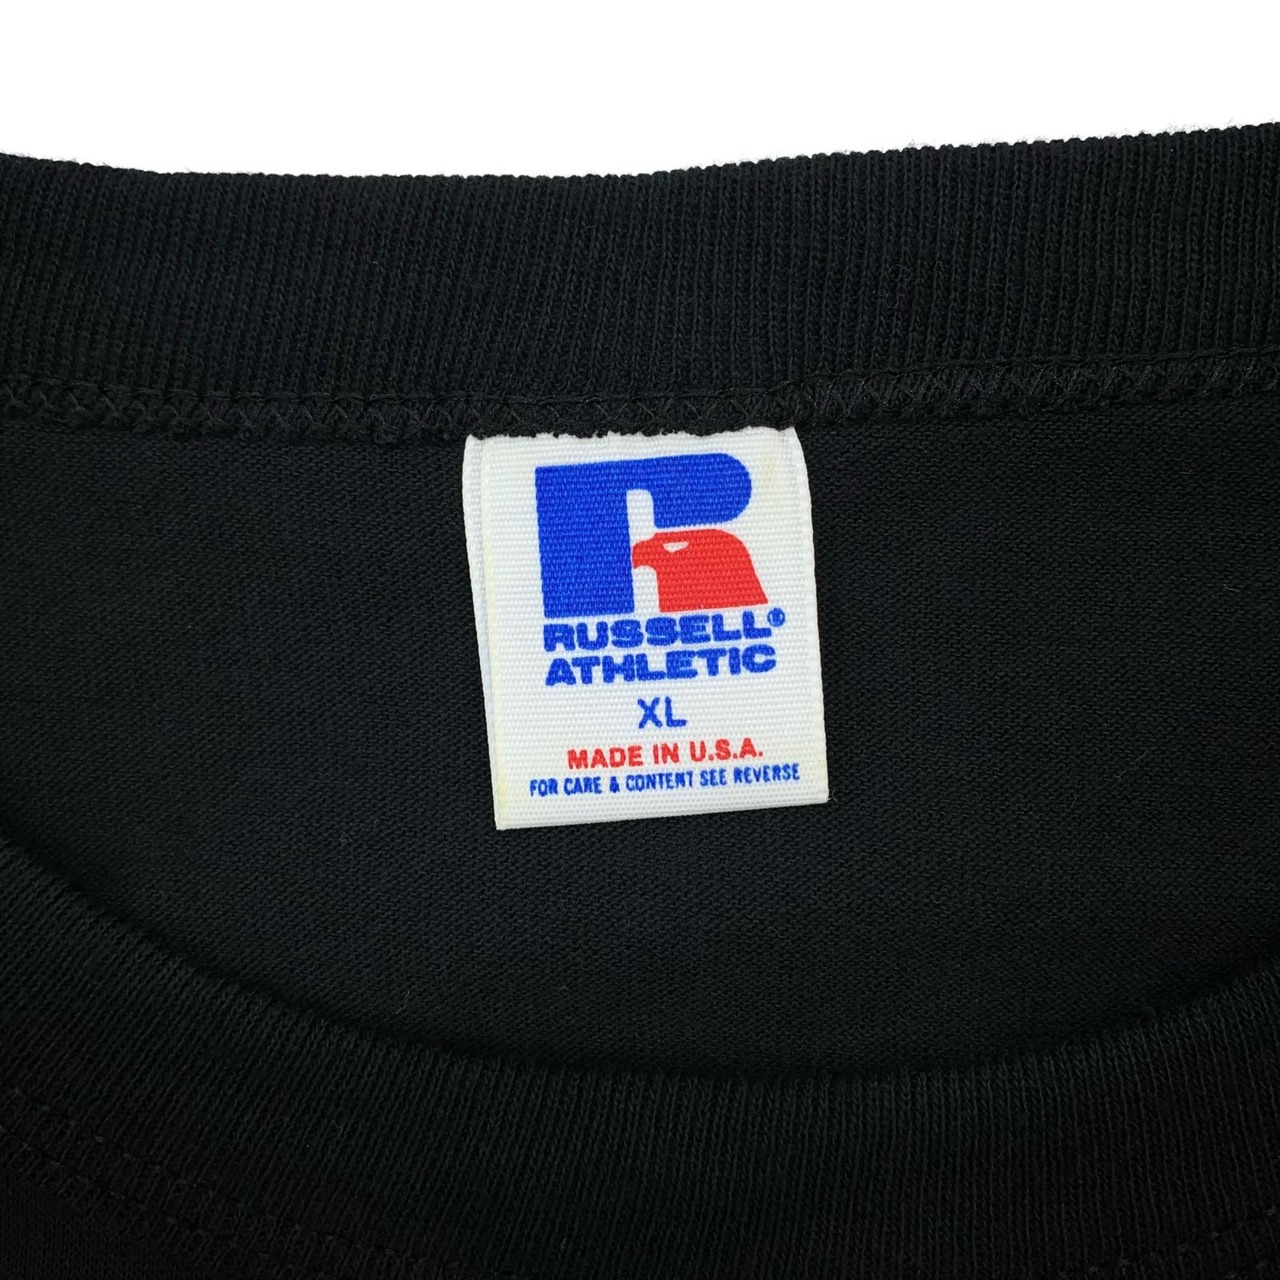 RUSSELL®
ATHLETIC
XL
MADE IN U.S.A.
FOR CARE & CONTENT SEE REVERSE